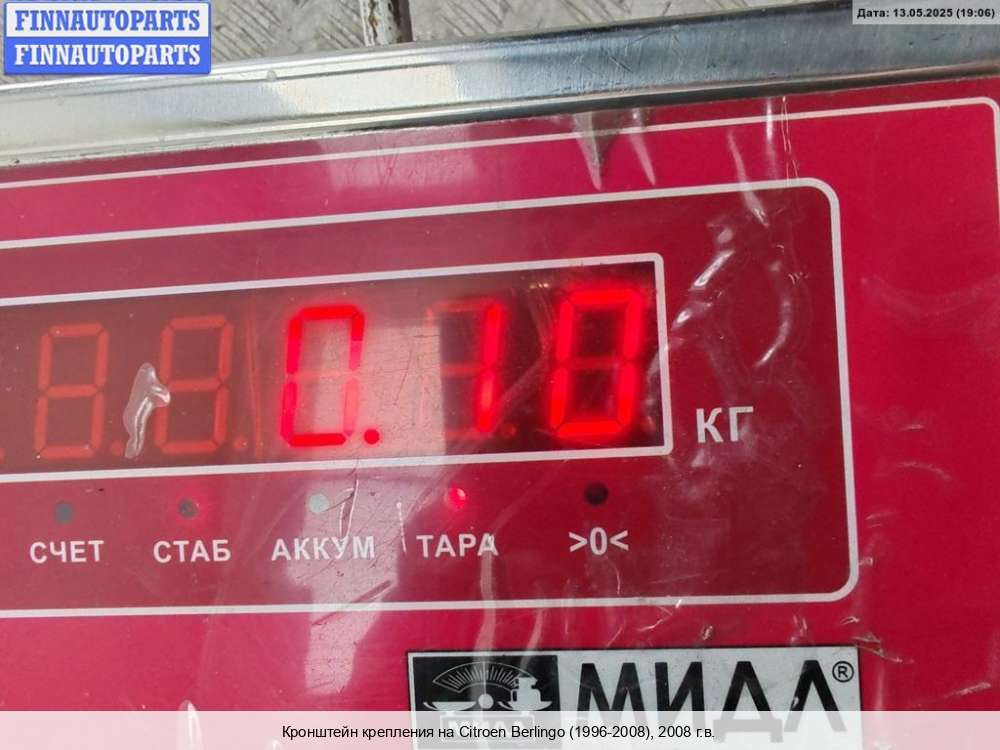 FINNAUTOPARTS
FINNAUTOPARTS
Дата: 13.05.2025 (19:06)
0.10
КГ
СЧЕТ СТАБ АККУМ ТАРА >0<
МИДЛ®
Кронштейн крепления на Citroen Berlingo (1996-2008), 2008 г.в.